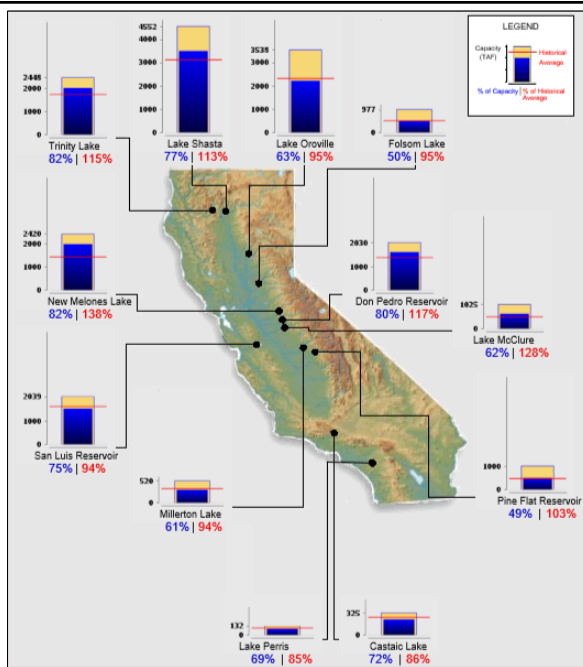 LEGEND
Capacity
(TAF)
Historical
Average
% of Capacity | % of Historical
Average
4552
4000
3000
2000
1000
0
Lake Shasta
77% | 113%
3538
3000
2000
1000
0
Lake Oroville
63% | 95%
2448
2000
1000
0
Trinity Lake
82% | 115%
977
0
Folsom Lake
50% | 95%
2420
2000
1000
0
New Melones Lake
82% | 138%
2030
1000
0
Don Pedro Reservoir
80% | 117%
1025
0
Lake McClure
62% | 128%
2039
1000
0
San Luis Reservoir
75% | 94%
520
0
Millerton Lake
61% | 94%
1000
0
Pine Flat Reservoir
49% | 103%
132
0
Lake Perris
69% | 85%
325
0
Castaic Lake
72% | 86%